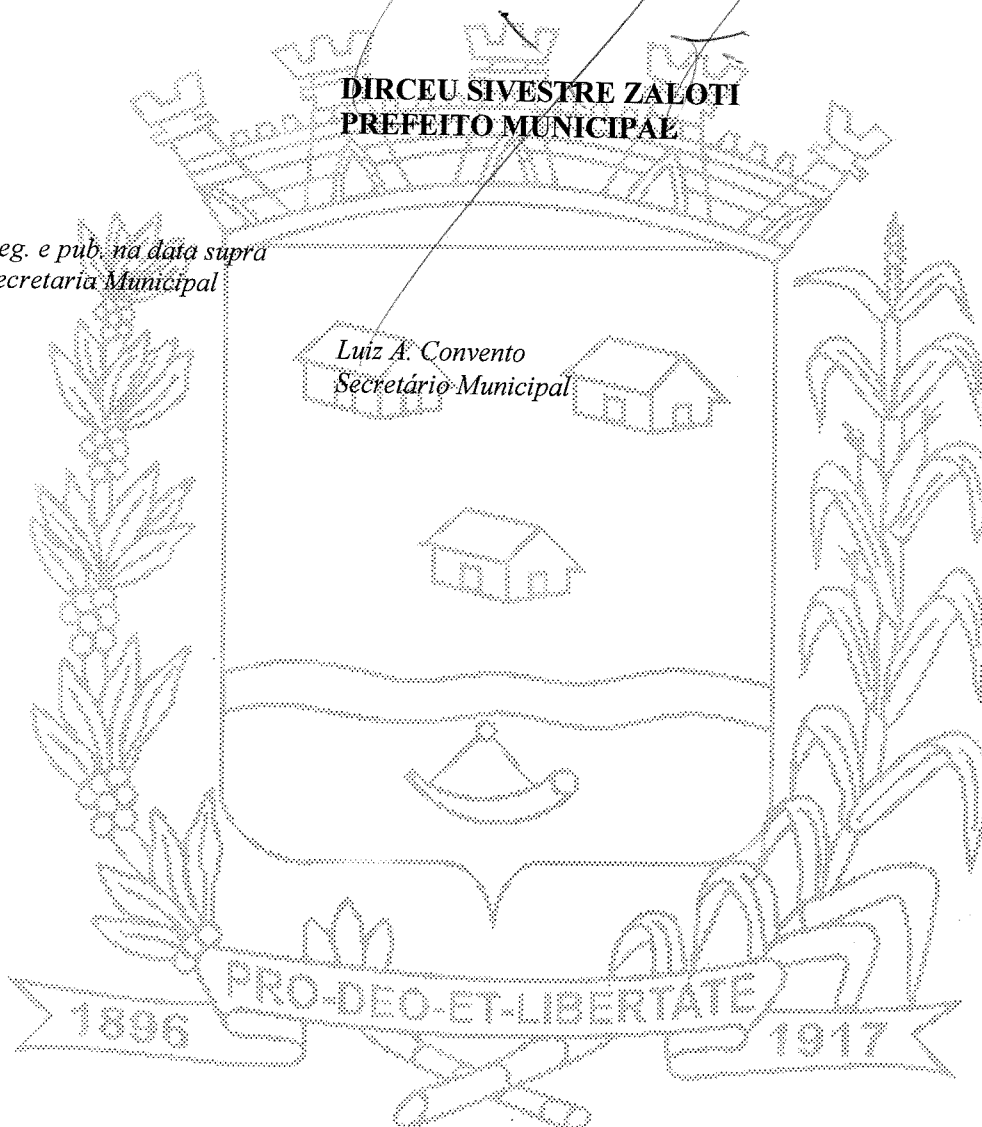 DIRCEU SIVESTRE ZALOTI
PREFEITO MUNICIPAL
eg. e pub. na data supra
ecretaria Municipal
Luiz A. Convento
Secretário Municipal
PRO-DEO-ET-LIBERTATE
1896
1917